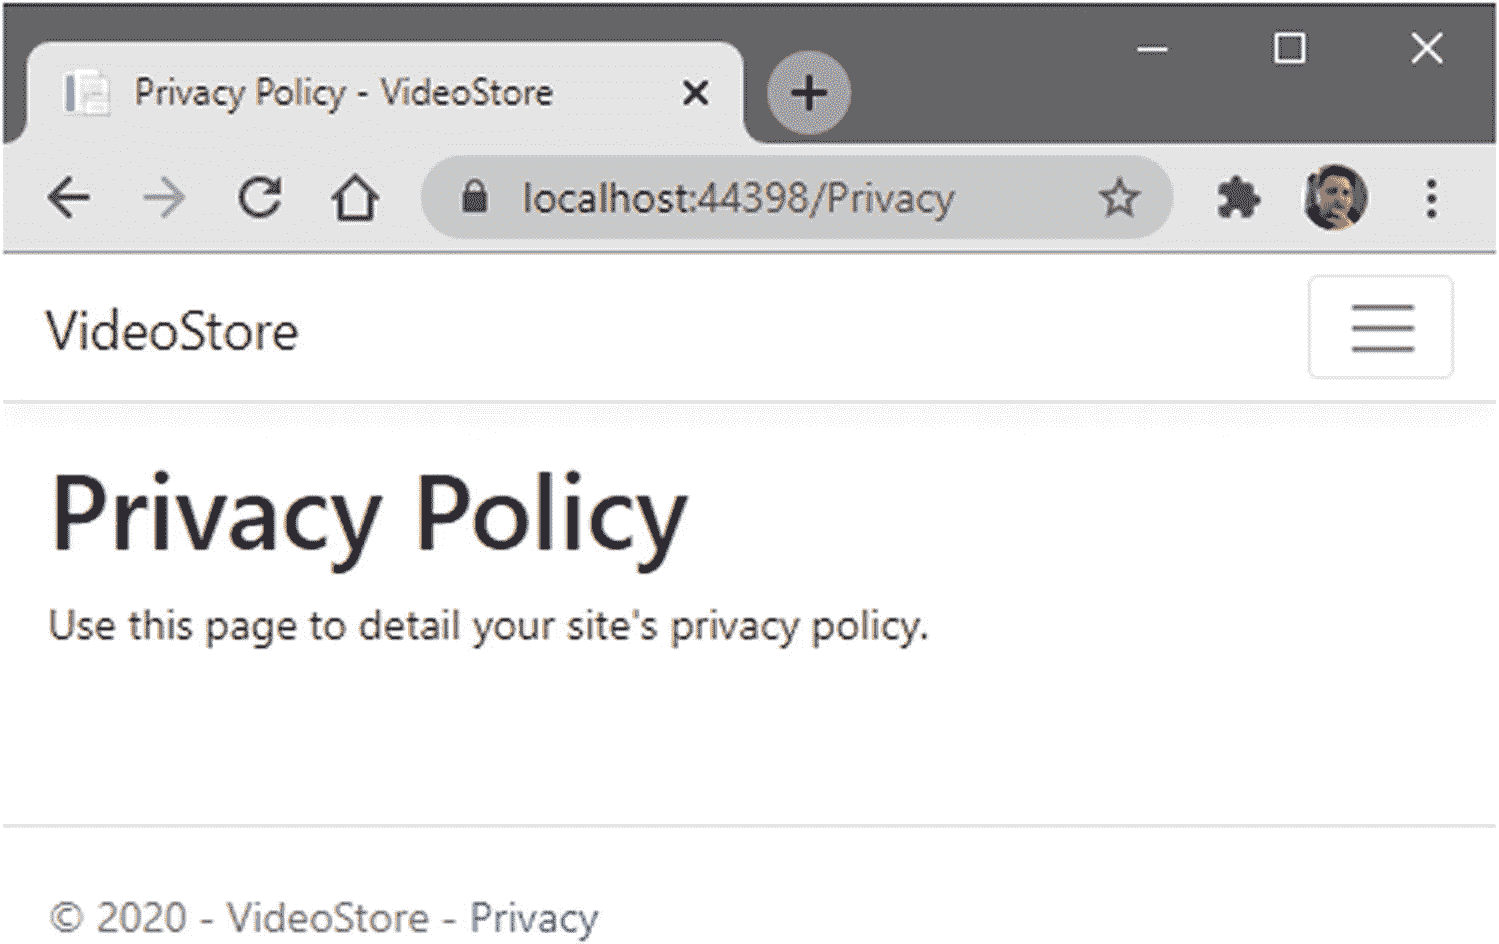 Privacy Policy - VideoStore
localhost:44398/Privacy
VideoStore
Privacy Policy
Use this page to detail your site's privacy policy.
© 2020 - VideoStore - Privacy